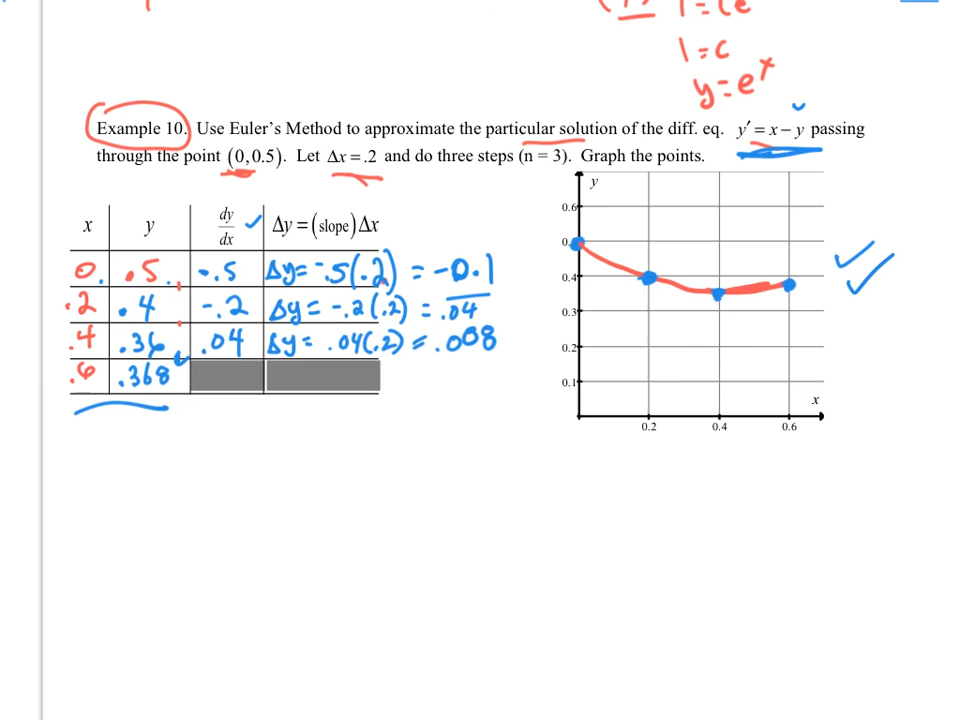 1 = Ce
1 = C
y = e^x
Example 10. Use Euler's Method to approximate the particular solution of the diff. eq. y' = x – y passing
through the point (0, 0.5). Let Δx = .2 and do three steps (n = 3). Graph the points.
x y dy/dx Δy = (slope) Δx
0. .5 -.5 Δy = -.5(.2) = -0.1
.2 .4 -.2 Δy = -.2(.2) = .04
.4 .36 .04 Δy = .04(.2) = .008
.6 .368
y
0.6
0.
0.4
0.3
0.2
0.1
x
0.2 0.4 0.6